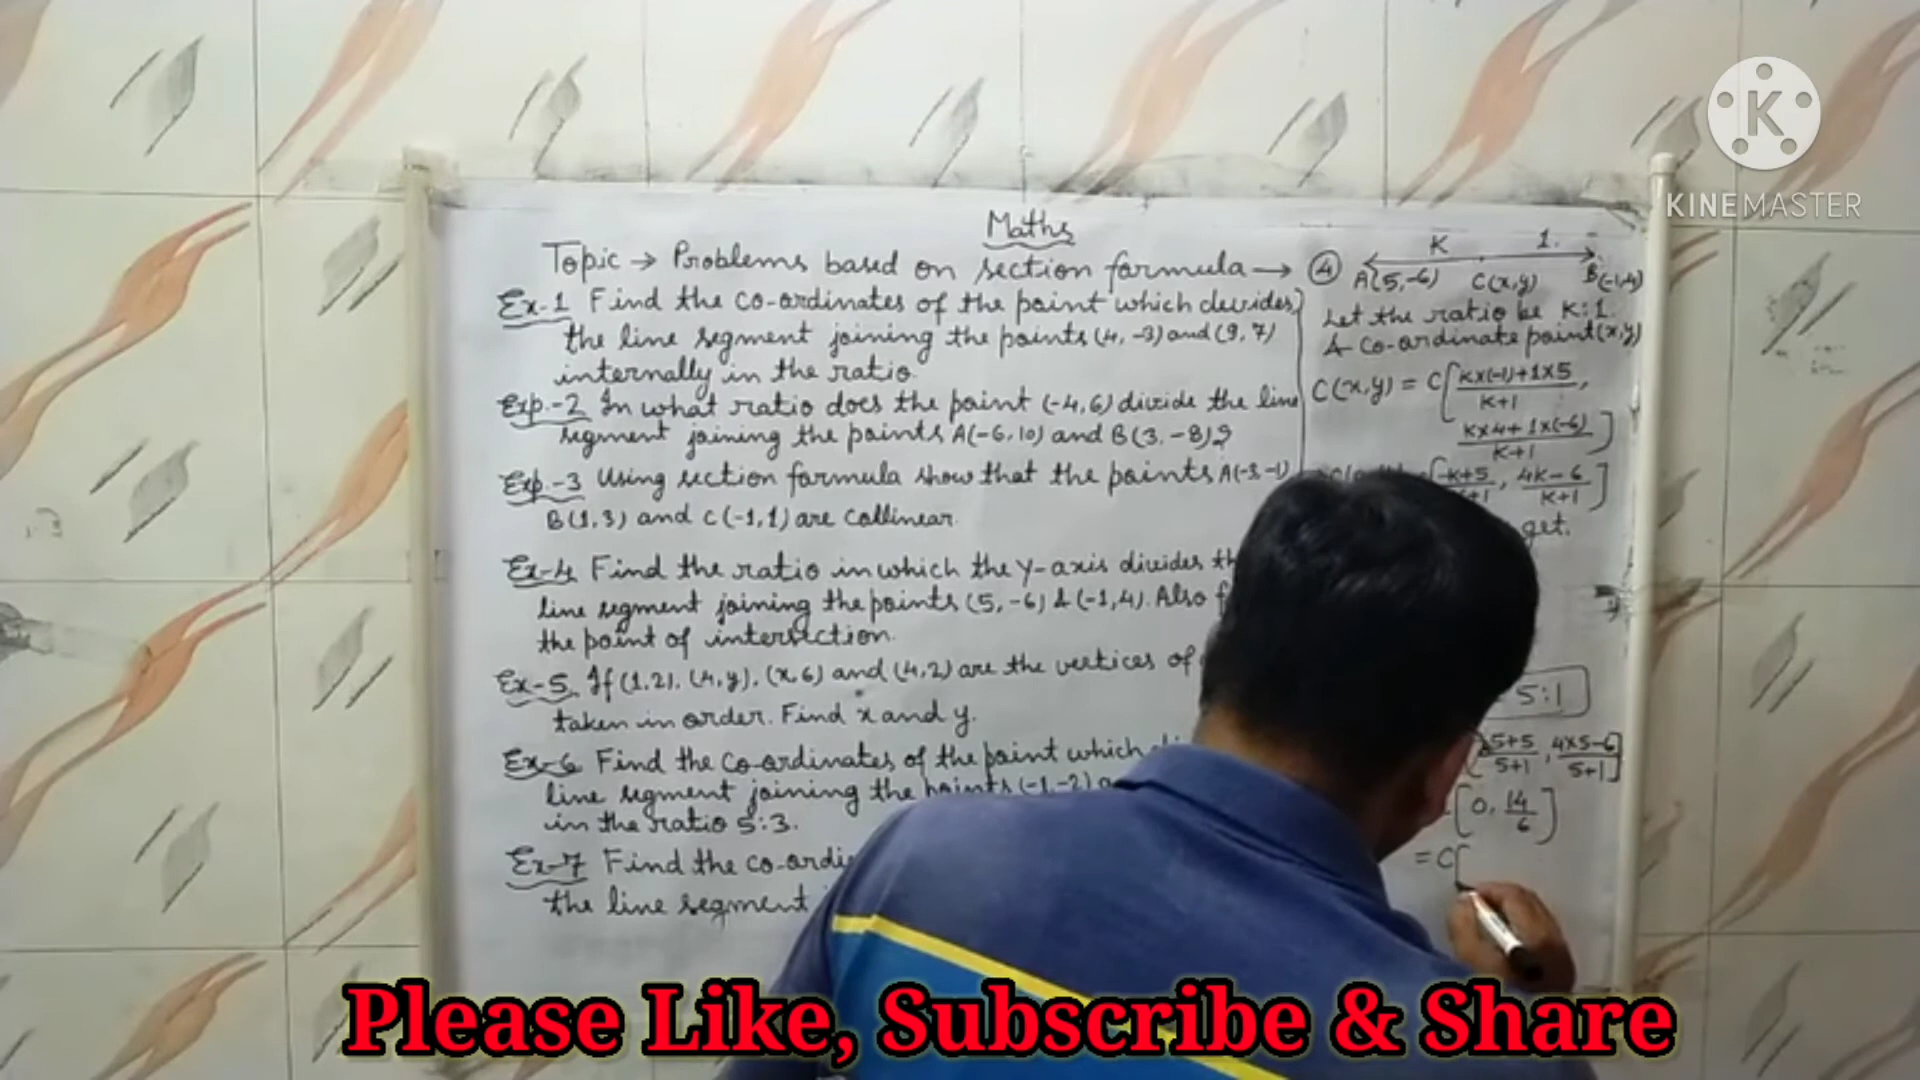 K
KINEMASTER
Maths
Topic → Problems based on section formula →
Ex-1 Find the co-ordinates of the point which devides
the line segment joining the points (4, -3) and (9, 7)
internally in the ratio.
Exp.-2 In what ratio does the point (-4,6) divide the line
segment joining the points A(-6,10) and B(3,-8)?
Exp.-3 Using section formula show that the points A(-3,-1)
B(1,3) and C(-1,1) are collinear.
Ex-4 Find the ratio in which the Y-axis divides
line segment joining the points (5, -6) & (-1,4). Also
the point of intersection.
Ex-5 If (1,2), (4,y), (x,6) and (4,2) are the vertices of
taken in order. Find x and y.
Ex-6 Find the co-ordinates of the point which
line segment joining the points (-1,-2)
in the ratio 5:3.
Ex-7 Find the
the line segment
④ K 1
A(5,-6) C(x,y) B(-1,4)
Let the ratio be K:1.
& co-ordinate point (x,y)
C(x,y) = C[K×(-1)+1×5/K+1,
K×4+1×(-6)/K+1]
-K+5/K+1, 4K-6/K+1]
get.
5:1
5+5/5+1, 4×5-6/5+1]
[0, 14/6]
= C[
Please Like, Subscribe & Share